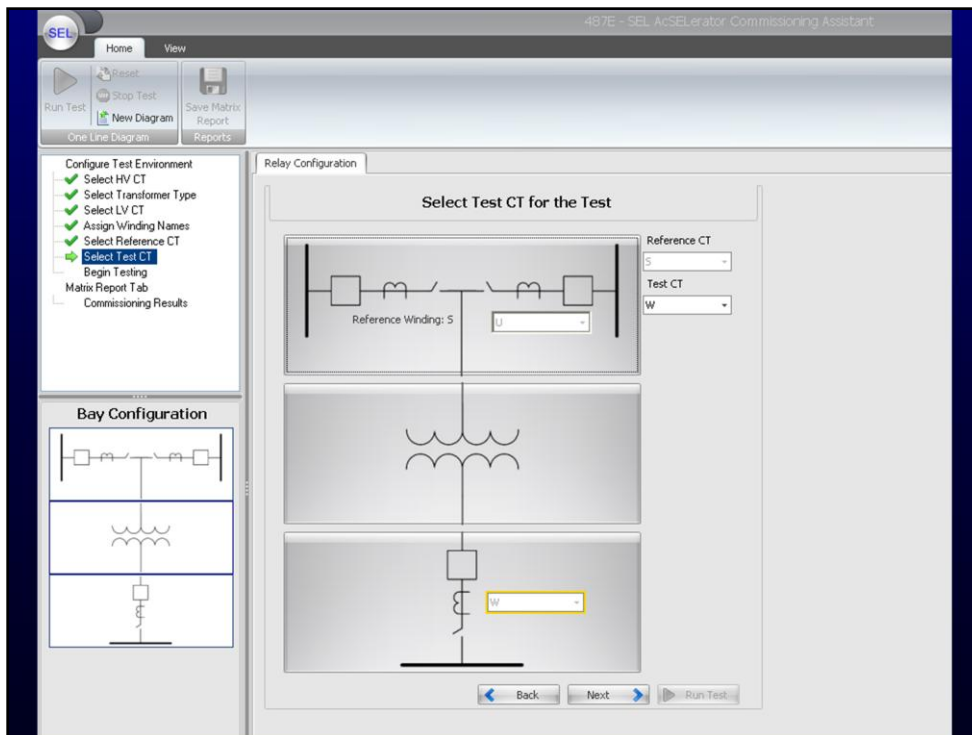 487E - SEL AcSELerator Commissioning Assistant
SEL
Home View
Run Test
Reset
Stop Test
New Diagram
One Line Diagram
Save Matrix
Report
Reports
Configure Test Environment
Select HV CT
Select Transformer Type
Select LV CT
Assign Winding Names
Select Reference CT
Select Test CT
Begin Testing
Matrix Report Tab
Commissioning Results
Bay Configuration
Relay Configuration
Select Test CT for the Test
Reference CT
S
Test CT
W
Reference Winding: S
U
W
Back
Next
Run Test